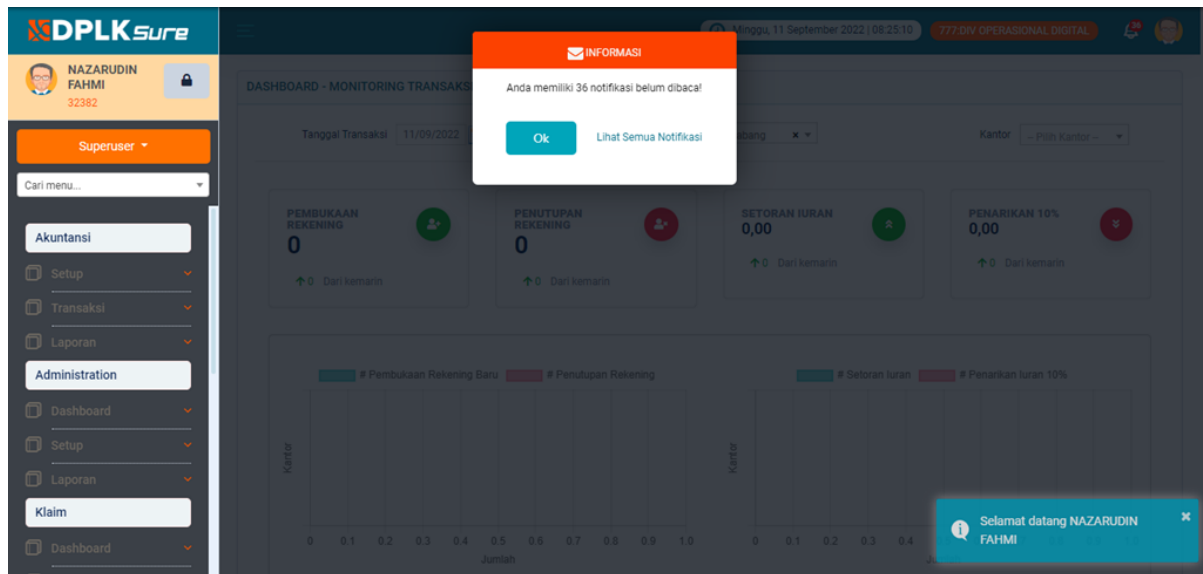 DPLKSure
Minggu, 11 September 2022 | 08:25:10
777:DIV OPERASIONAL DIGITAL
36
NAZARUDIN
FAHMI
32382
Superuser
Cari menu...
Akuntansi
Setup
Transaksi
Laporan
Administration
Dashboard
Setup
Laporan
Klaim
Dashboard
INFORMASI
Anda memiliki 36 notifikasi belum dibaca!
Ok
Lihat Semua Notifikasi
DASHBOARD - MONITORING TRANSAKS
Tanggal Transaksi 11/09/2022
abang ×
Kantor -- Pilih Kantor --
PEMBUKAAN
REKENING
0
0 Dari kemarin
PENUTUPAN
REKENING
0
0 Dari kemarin
SETORAN IURAN
0,00
0 Dari kemarin
PENARIKAN 10%
0,00
0 Dari kemarin
# Pembukaan Rekening Baru # Penutupan Rekening
Kantor
0 0.1 0.2 0.3 0.4 0.5 0.6 0.7 0.8 0.9 1.0
Jumlah
# Setoran Iuran # Penarikan Iuran 10%
Kantor
0 0.1 0.2 0.3 0.4
Selamat datang NAZARUDIN
FAHMI
×